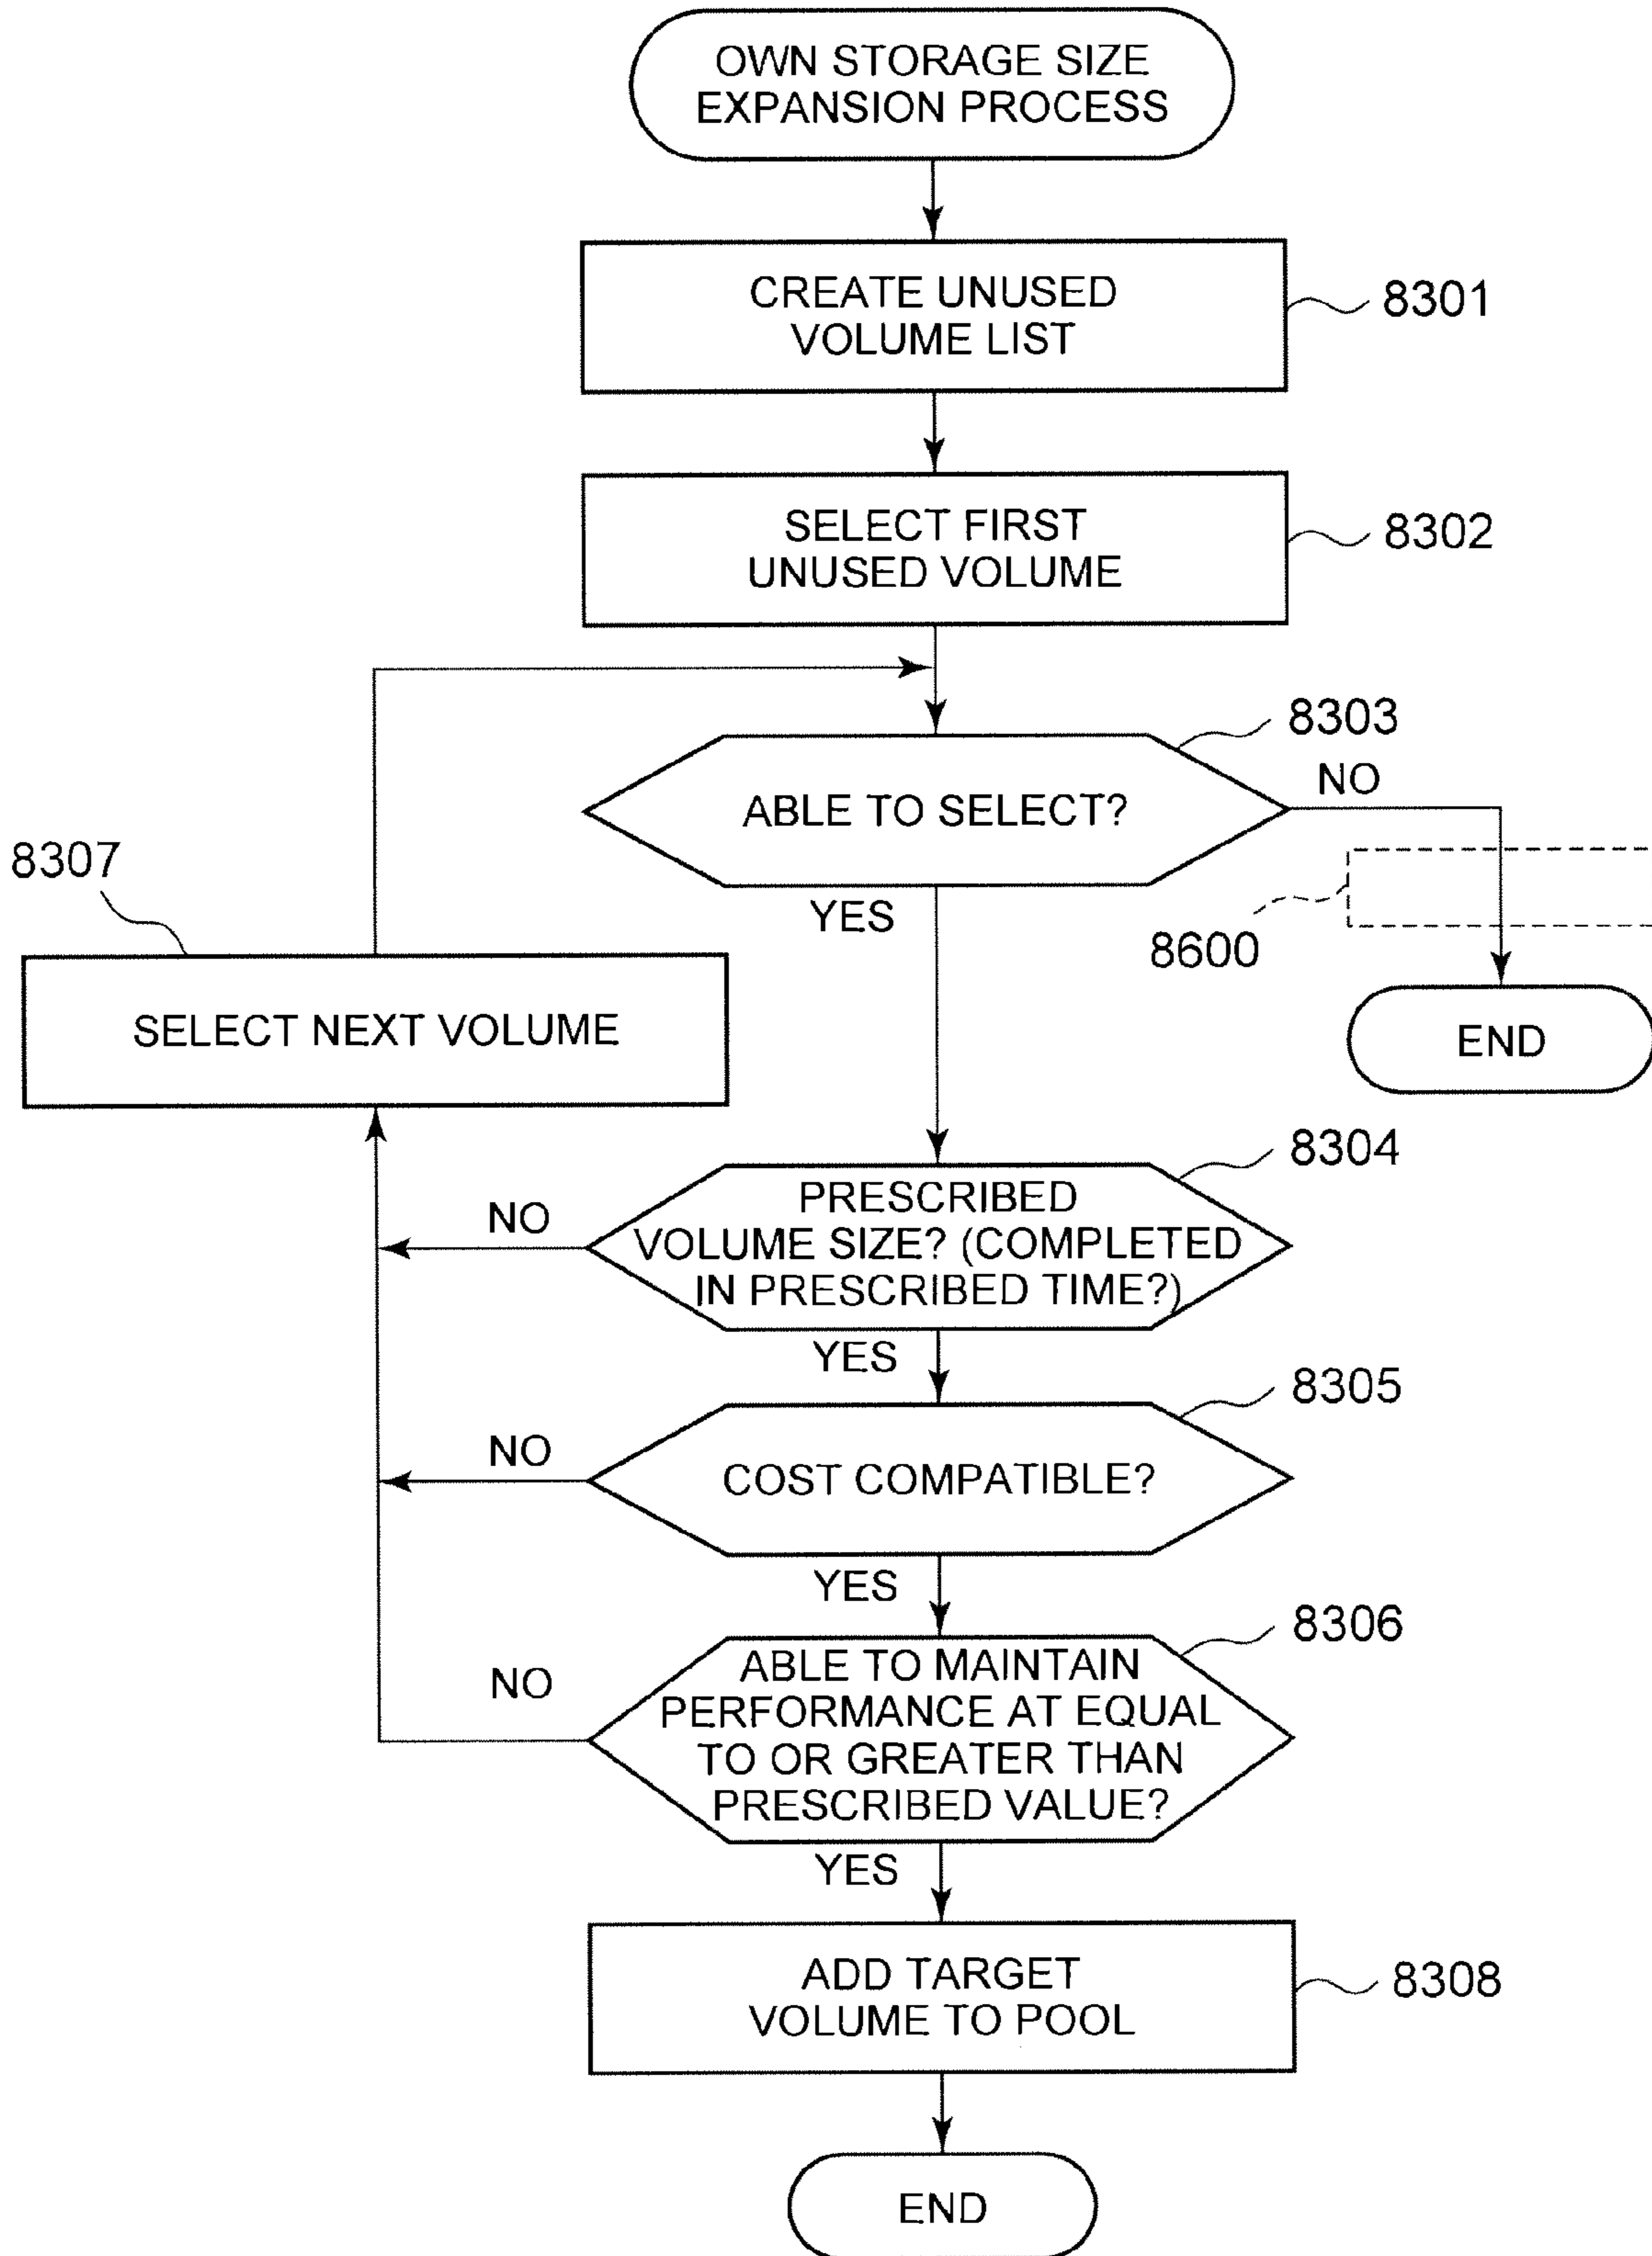 OWN STORAGE SIZE
EXPANSION PROCESS
CREATE UNUSED
VOLUME LIST
8301
SELECT FIRST
UNUSED VOLUME
8302
8303
ABLE TO SELECT?
NO
YES
8307
8600
SELECT NEXT VOLUME
END
8304
PRESCRIBED
VOLUME SIZE? (COMPLETED
IN PRESCRIBED TIME?)
NO
YES
8305
COST COMPATIBLE?
NO
YES
8306
ABLE TO MAINTAIN
PERFORMANCE AT EQUAL
TO OR GREATER THAN
PRESCRIBED VALUE?
NO
YES
ADD TARGET
VOLUME TO POOL
8308
END